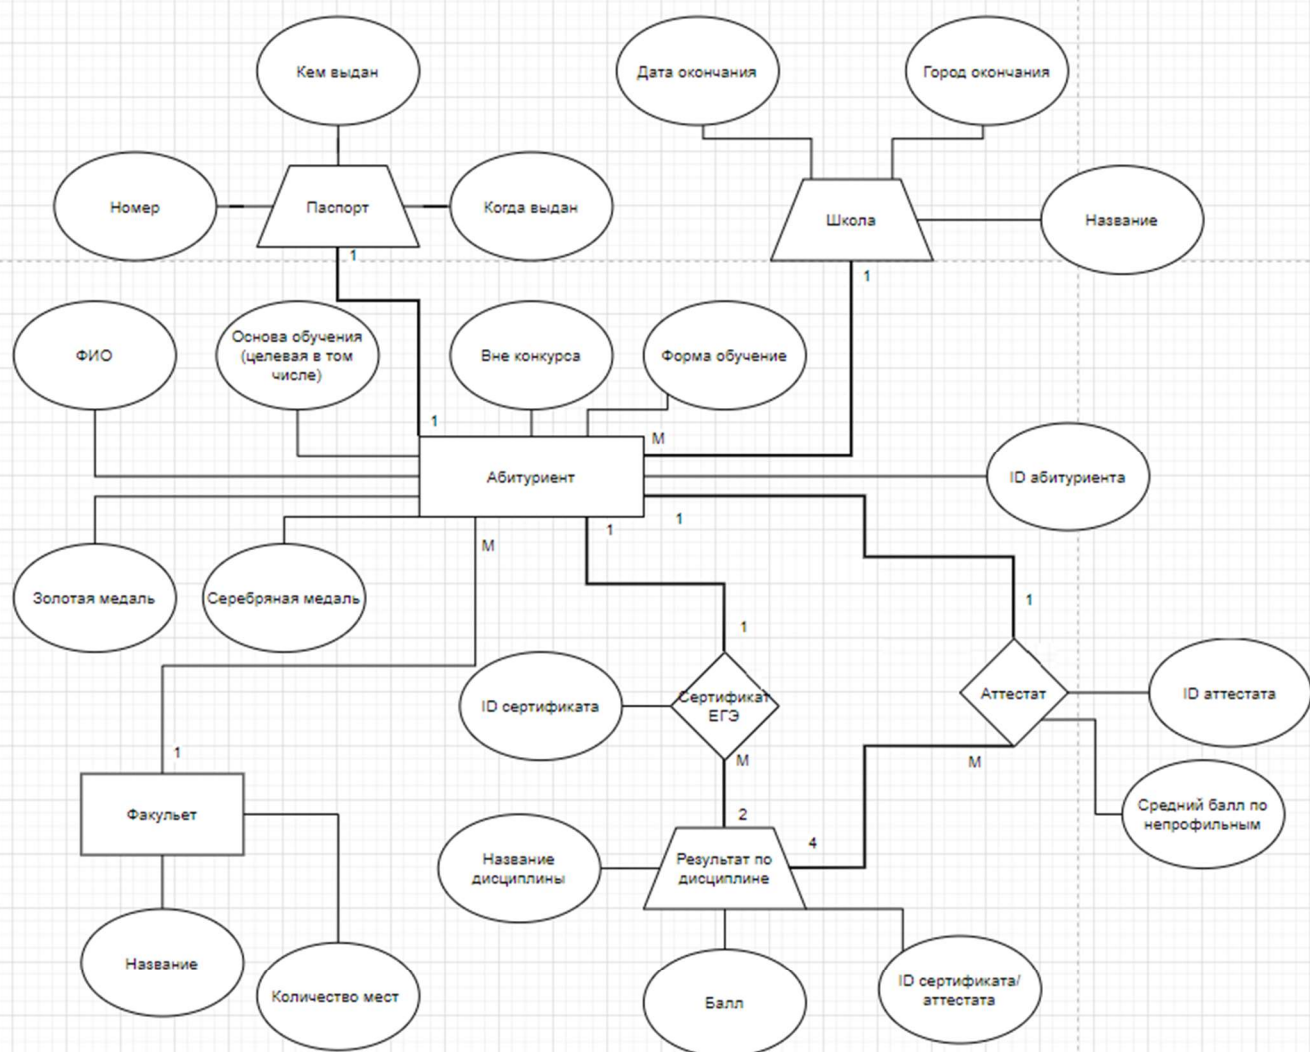 Кем выдан
Дата окончания
Город окончания
Номер
Паспорт
Когда выдан
Школа
Название
1
1
ФИО
Основа обучения
(целевая в том
числе)
Вне конкурса
Форма обучение
1
М
Абитуриент
ID абитуриента
1
1
М
Золотая медаль
Серебряная медаль
1
1
ID сертификата
Сертификат
ЕГЭ
Аттестат
ID аттестата
1
М
М
Факульет
2
4
Средний балл по
непрофильным
Название
дисциплины
Результат по
дисциплине
Название
Количество мест
Балл
ID сертификата/
аттестата